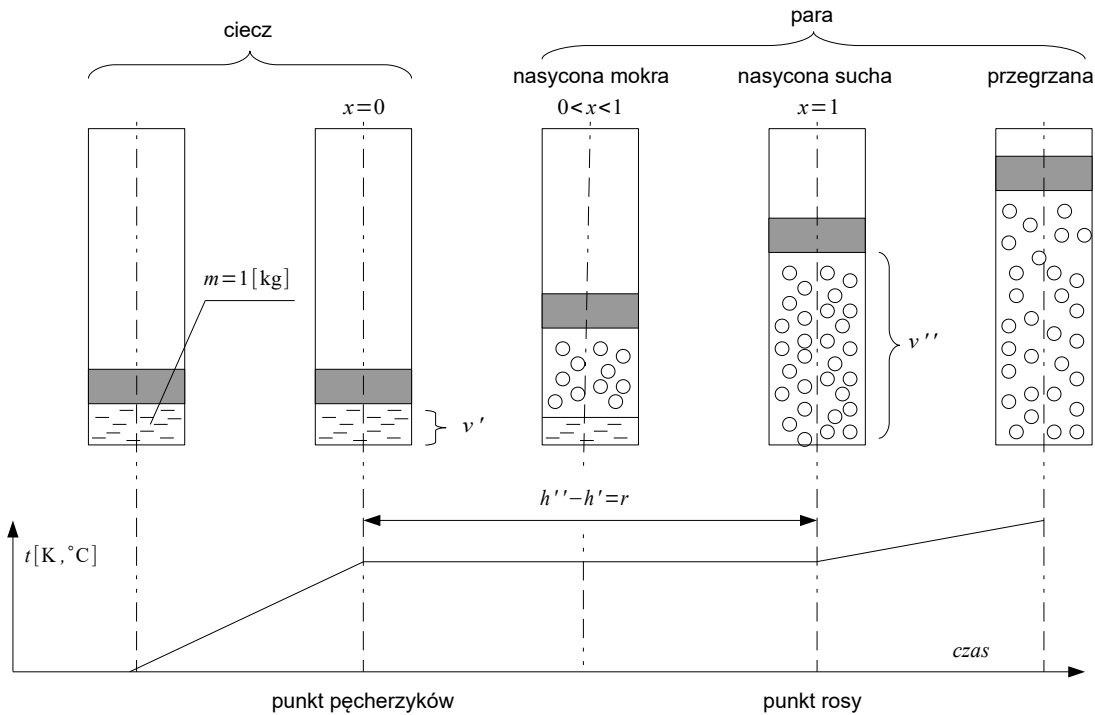 ciecz
para
nasycona mokra
nasycona sucha
przegrzana
x=0
0<x<1
x=1
m=1[kg]
v'
v''
h''−h'=r
t[K,°C]
czas
punkt pęcherzyków
punkt rosy